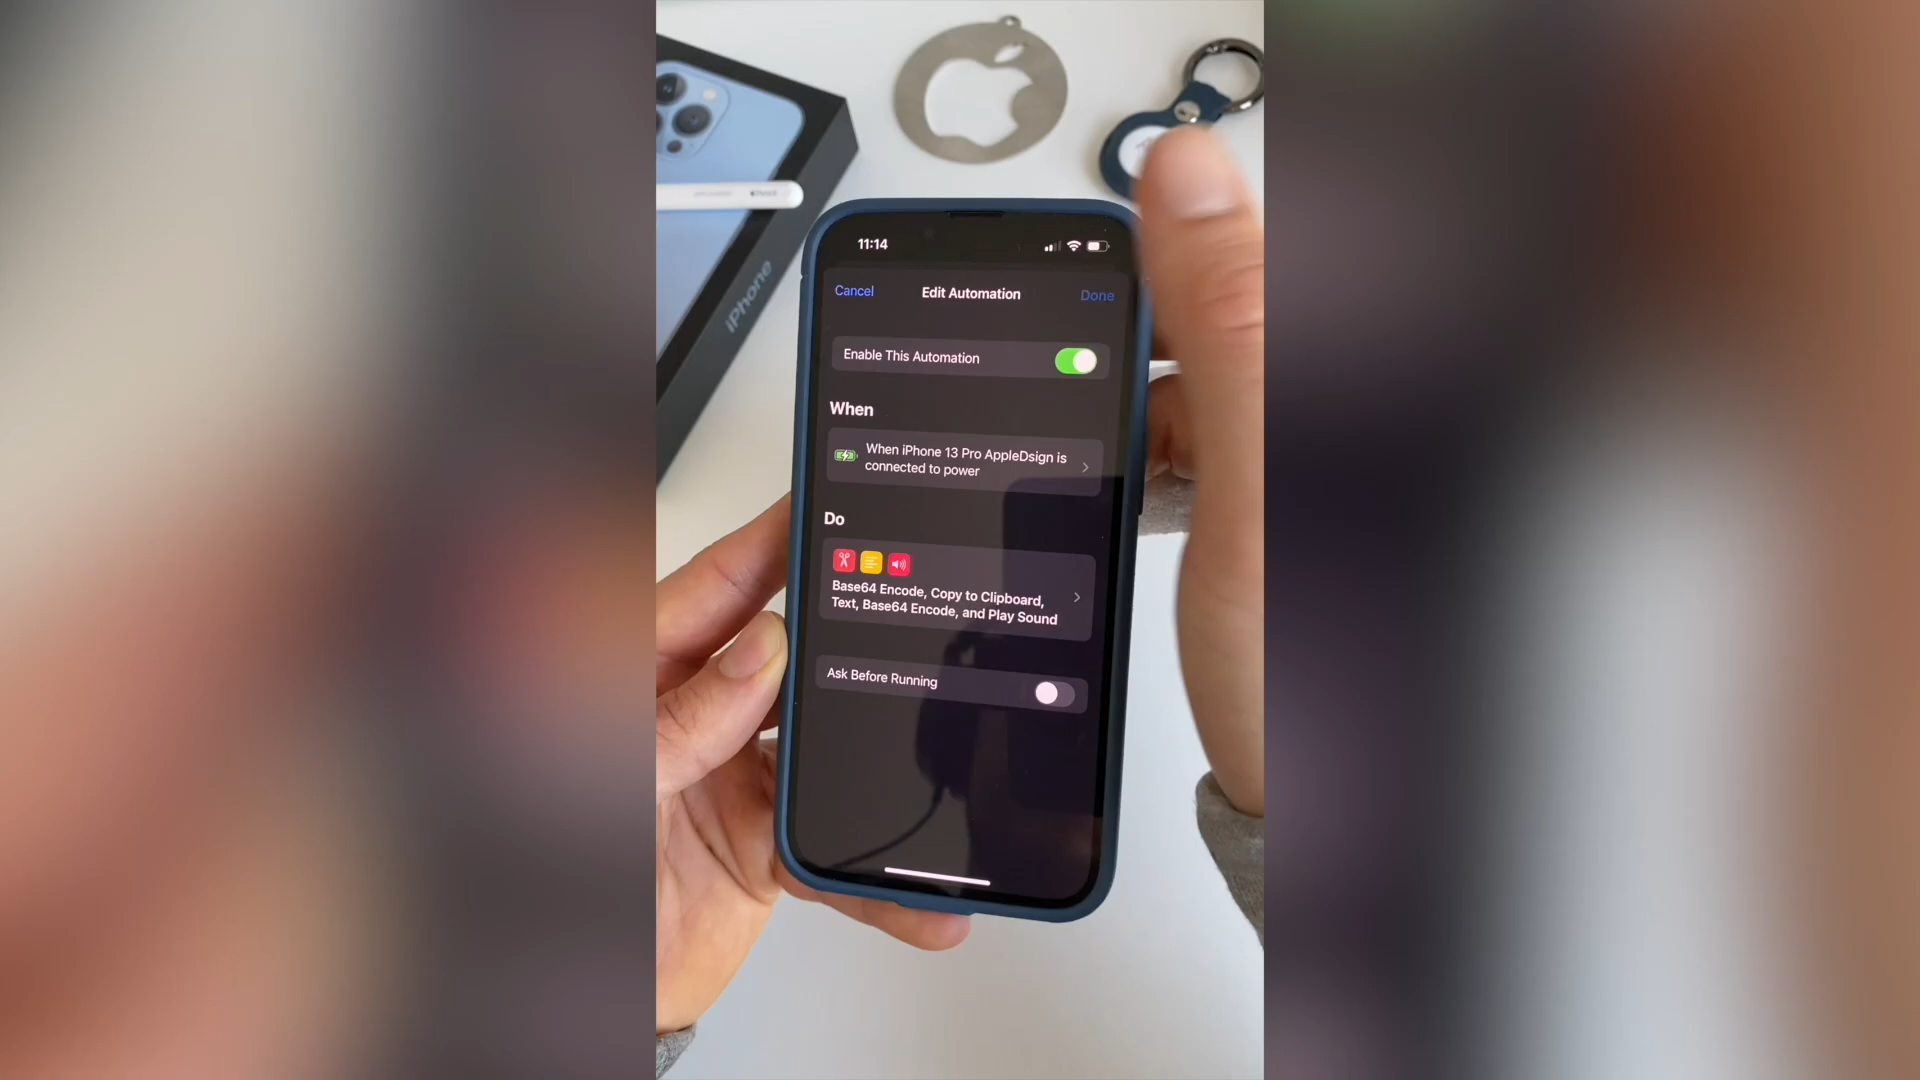 iPhone
11:14
Cancel
Edit Automation
Done
Enable This Automation
When
When iPhone 13 Pro AppleDsign is
connected to power
Do
Base64 Encode, Copy to Clipboard,
Text, Base64 Encode, and Play Sound
Ask Before Running